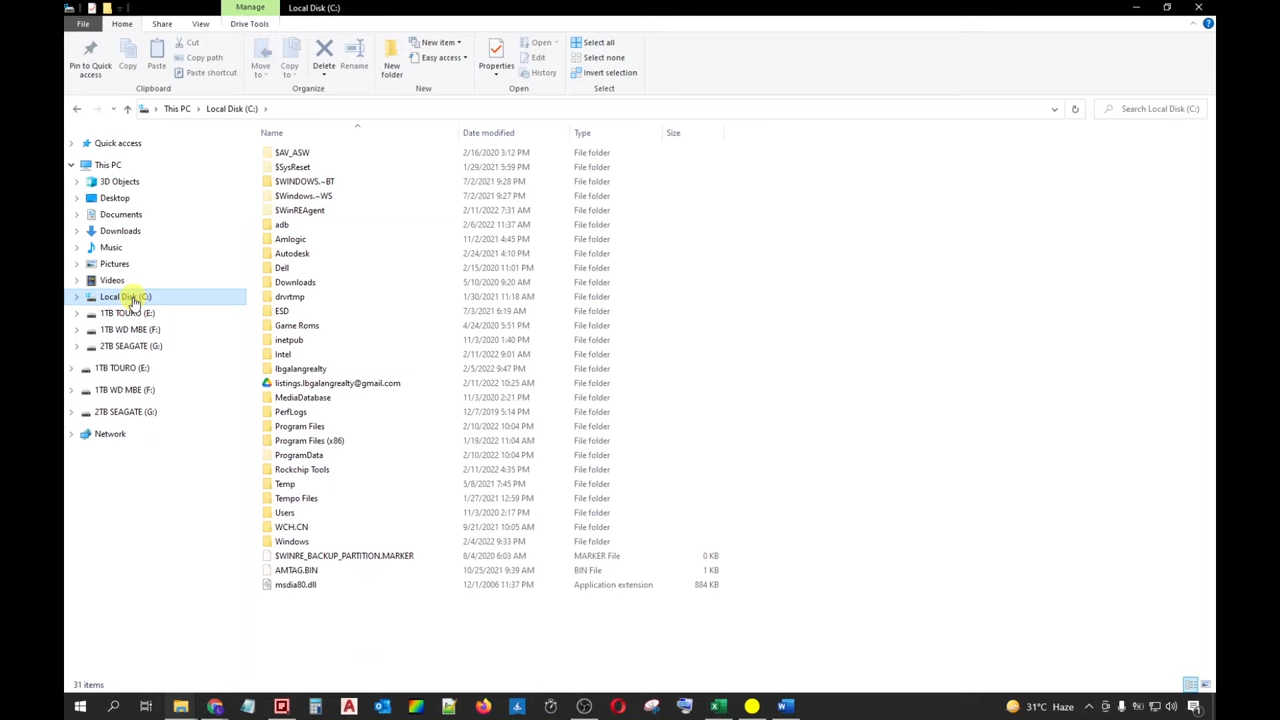 Manage
Local Disk (C:)
File
Home
Share
View
Drive Tools
Pin to Quick access
Copy
Paste
Cut
Copy path
Paste shortcut
Clipboard
Move to
Copy to
Delete
Rename
Organize
New folder
New item
Easy access
New
Properties
Open
Edit
History
Open
Select all
Select none
Invert selection
Select
This PC
Local Disk (C:)
Search Local Disk (C:)
Quick access
This PC
3D Objects
Desktop
Documents
Downloads
Music
Pictures
Videos
Local Disk (C:)
1TB TOURO (E:)
1TB WD MBE (F:)
2TB SEAGATE (G:)
1TB TOURO (E:)
1TB WD MBE (F:)
2TB SEAGATE (G:)
Network
Name Date modified Type Size
$AV_ASW 2/16/2020 3:12 PM File folder
$SysReset 1/29/2021 5:59 PM File folder
$WINDOWS.~BT 7/2/2021 9:28 PM File folder
$Windows.~WS 7/2/2021 9:27 PM File folder
$WinREAgent 2/11/2022 7:31 AM File folder
adb 2/6/2022 11:37 AM File folder
Amlogic 11/2/2021 4:45 PM File folder
Autodesk 2/24/2021 4:10 PM File folder
Dell 2/15/2020 11:01 PM File folder
Downloads 5/10/2020 9:20 AM File folder
drvrtmp 1/30/2021 11:18 AM File folder
ESD 7/3/2021 6:19 AM File folder
Game Roms 4/24/2020 5:51 PM File folder
inetpub 11/3/2020 1:40 PM File folder
Intel 2/11/2022 9:01 AM File folder
lbgalangrealty 2/5/2022 9:47 PM File folder
listings.lbgalangrealty@gmail.com 2/11/2022 10:25 AM File folder
MediaDatabase 11/3/2020 2:21 PM File folder
PerfLogs 12/7/2019 5:14 PM File folder
Program Files 2/10/2022 10:04 PM File folder
Program Files (x86) 1/19/2022 11:04 AM File folder
ProgramData 2/10/2022 10:04 PM File folder
Rockchip Tools 2/11/2022 4:35 PM File folder
Temp 5/8/2021 7:45 PM File folder
Tempo Files 1/27/2021 12:59 PM File folder
Users 11/3/2020 2:17 PM File folder
WCH.CN 9/21/2021 10:05 AM File folder
Windows 2/4/2022 9:33 PM File folder
$WINRE_BACKUP_PARTITION.MARKER 8/4/2020 6:03 AM MARKER File 0 KB
AMTAG.BIN 10/25/2021 9:39 AM BIN File 1 KB
msdia80.dll 12/1/2006 11:37 PM Application extension 884 KB
31 items
31°C Haze